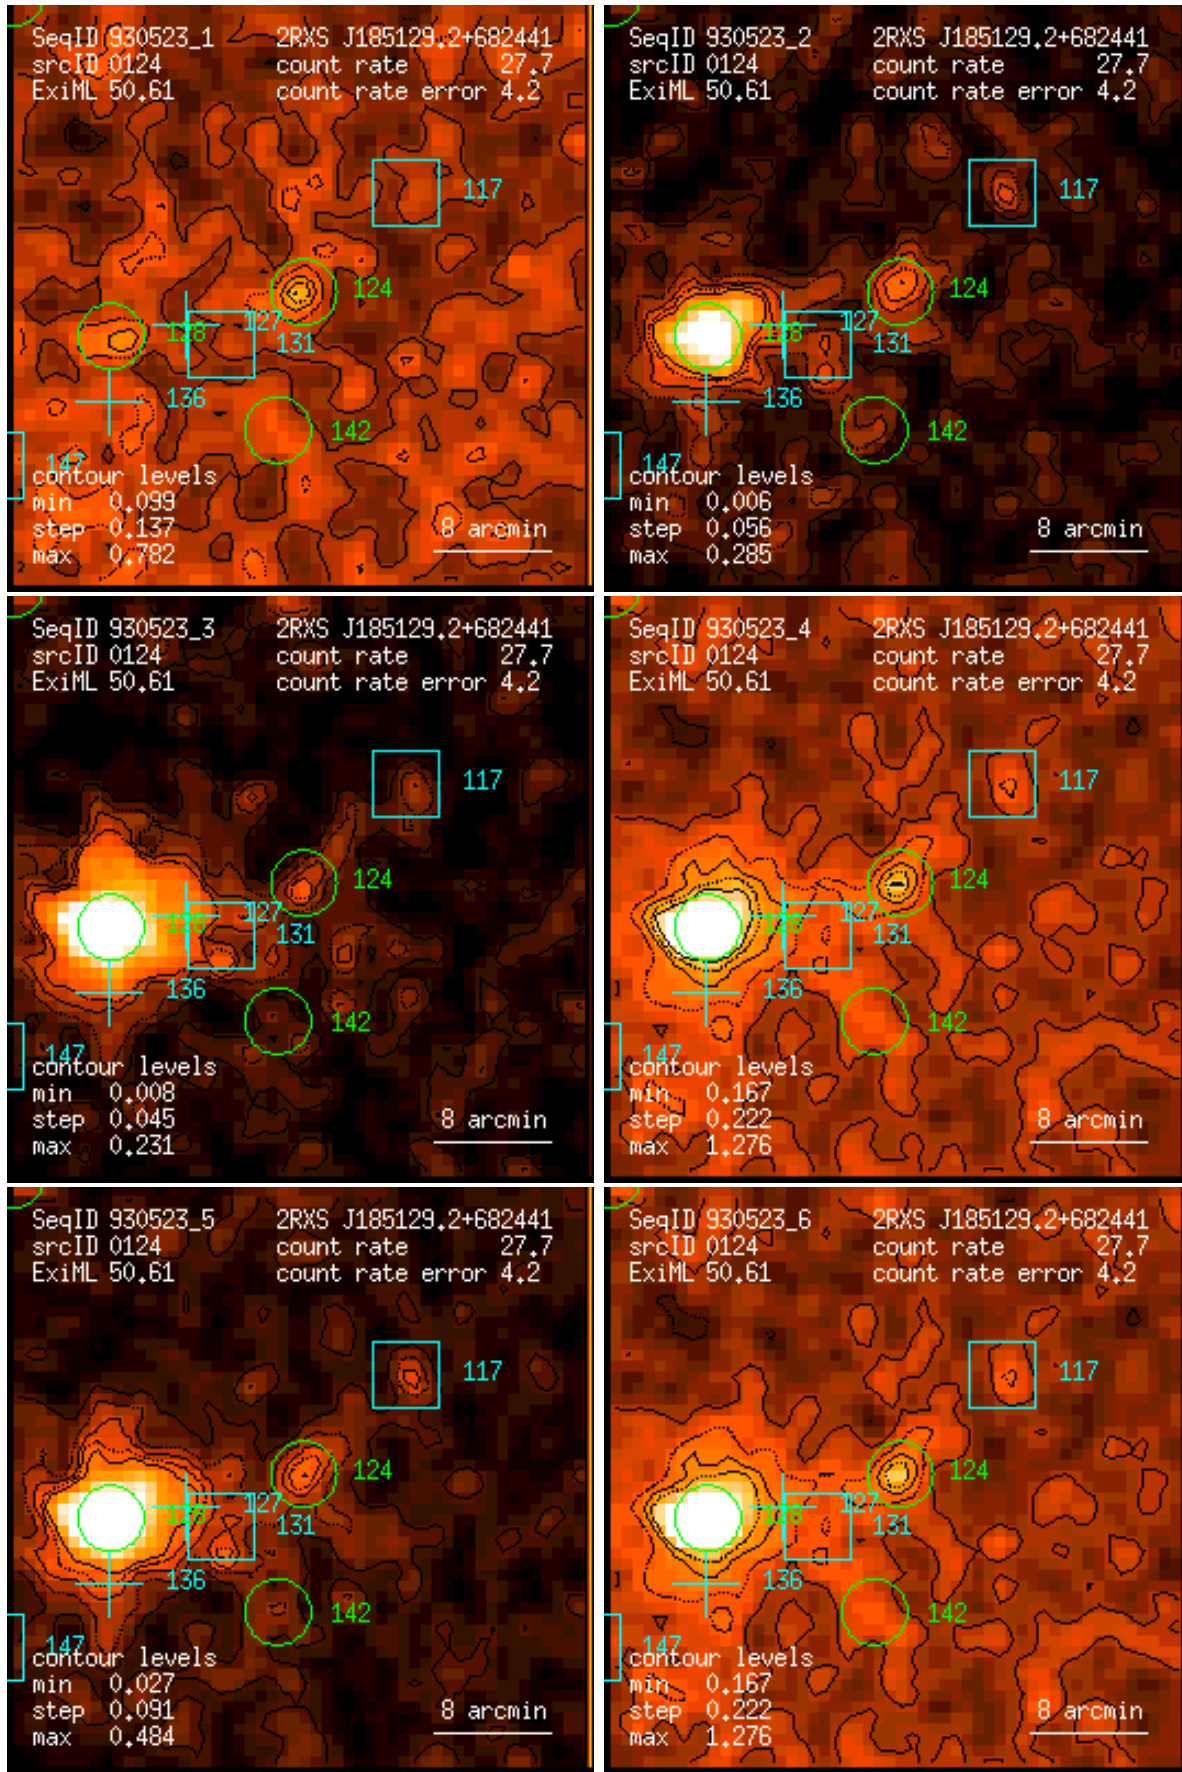 SeqID 930523_1 2RXS J185129.2+682441
srcID 0124 count rate 27.7
ExiML 50.61 count rate error 4.2
117
124
128 127
131
136
142
147
contour levels
min 0.099
step 0.137 8 arcmin
max 0.782
SeqID 930523_2 2RXS J185129.2+682441
srcID 0124 count rate 27.7
ExiML 50.61 count rate error 4.2
117
124
128 127
131
136
142
147
contour levels
min 0.006
step 0.056 8 arcmin
max 0.285
SeqID 930523_3 2RXS J185129.2+682441
srcID 0124 count rate 27.7
ExiML 50.61 count rate error 4.2
117
124
128 127
131
136
142
147
contour levels
min 0.008
step 0.045 8 arcmin
max 0.231
SeqID 930523_4 2RXS J185129.2+682441
srcID 0124 count rate 27.7
ExiML 50.61 count rate error 4.2
117
124
128 127
131
136
142
147
contour levels
min 0.167
step 0.222 8 arcmin
max 1.276
SeqID 930523_5 2RXS J185129.2+682441
srcID 0124 count rate 27.7
ExiML 50.61 count rate error 4.2
117
124
128 127
131
136
142
147
contour levels
min 0.027
step 0.091 8 arcmin
max 0.484
SeqID 930523_6 2RXS J185129.2+682441
srcID 0124 count rate 27.7
ExiML 50.61 count rate error 4.2
117
124
128 127
131
136
142
147
contour levels
min 0.167
step 0.222 8 arcmin
max 1.276